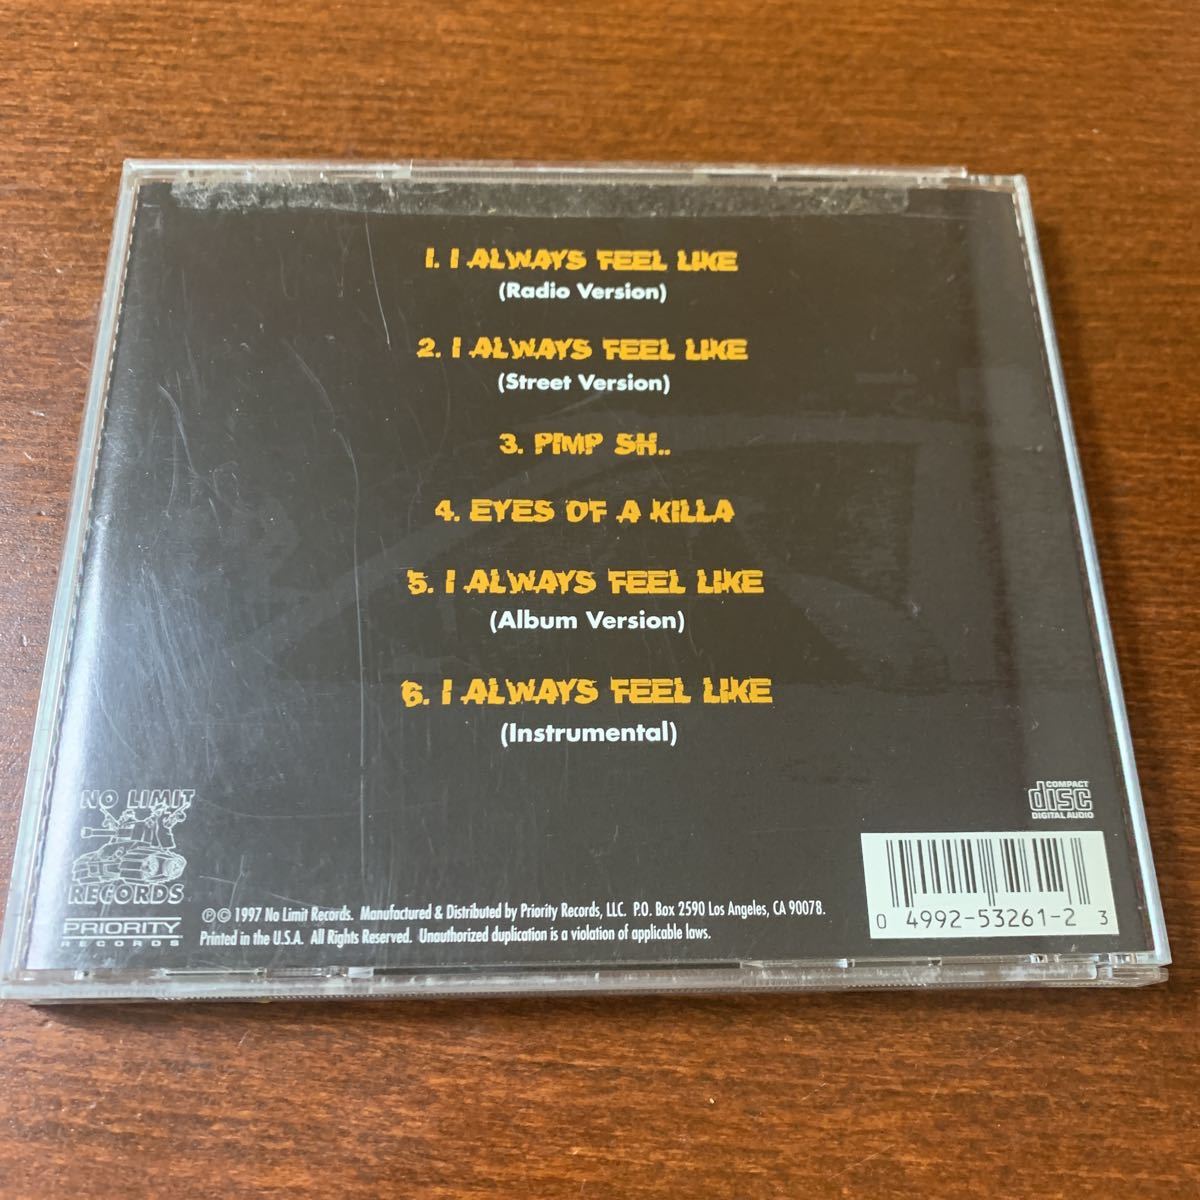 1. I ALWAYS FEEL LIKE
(Radio Version)
2. I ALWAYS FEEL LIKE
(Street Version)
3. PIMP SH..
4. EYES OF A KILLA
5. I ALWAYS FEEL LIKE
(Album Version)
6. I ALWAYS FEEL LIKE
(Instrumental)
NO LIMIT
RECORDS
PRIORITY
RECORDS
℗© 1997 No Limit Records. Manufactured & Distributed by Priority Records, LLC. P.O. Box 2590 Los Angeles, CA 90078.
Printed in the U.S.A. All Rights Reserved. Unauthorized duplication is a violation of applicable laws.
COMPACT
disc
DIGITAL AUDIO
0 4992-53261-2 3